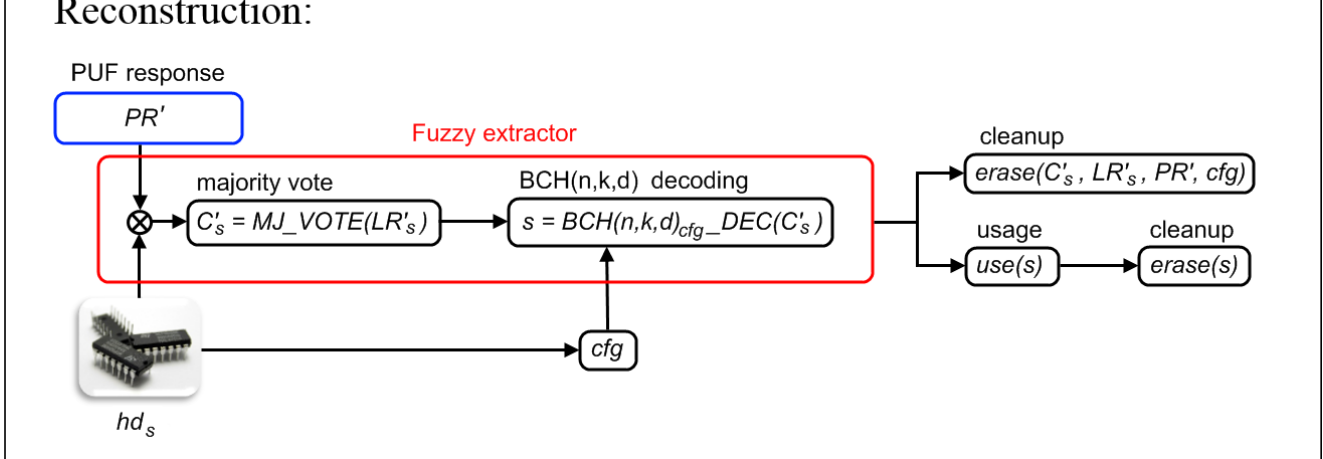 Reconstruction:
PUF response
PR'
Fuzzy extractor
majority vote
C's = MJ_VOTE(LR's)
BCH(n,k,d) decoding
s = BCH(n,k,d)cfg_DEC(C's)
cleanup
erase(C's, LR's, PR', cfg)
usage
use(s)
cleanup
erase(s)
cfg
hds